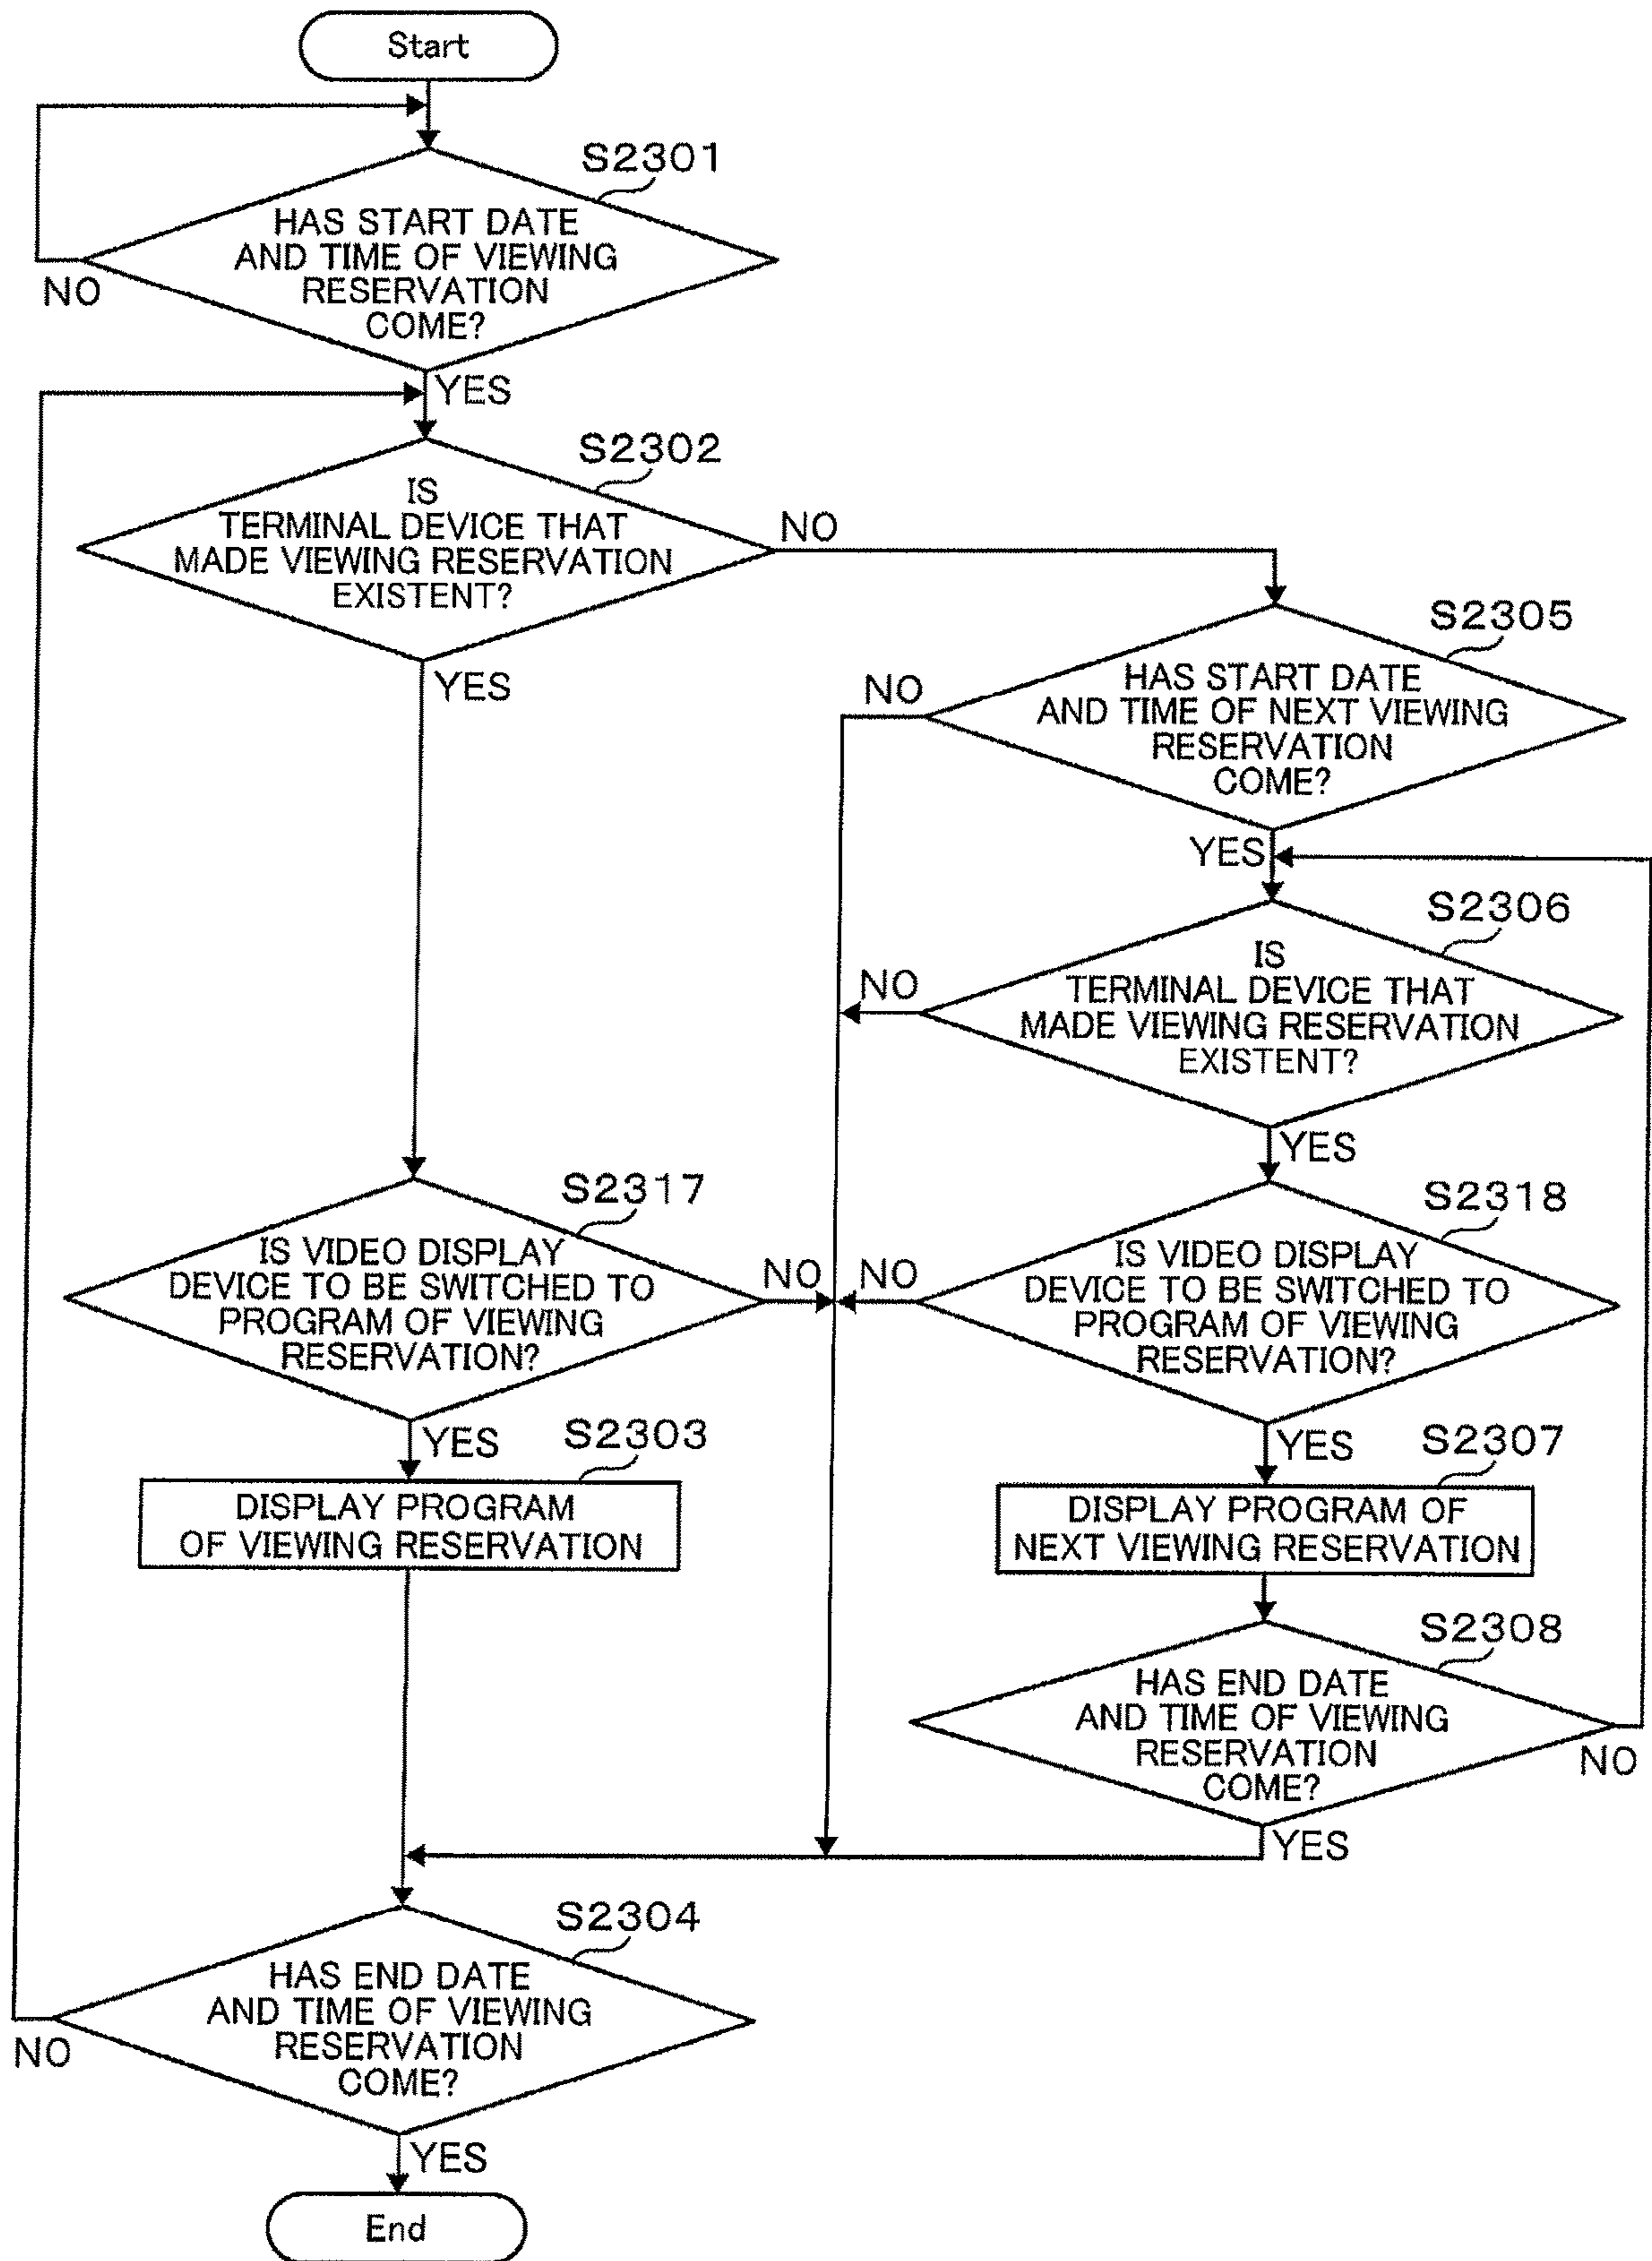 Start
S2301
HAS START DATE
AND TIME OF VIEWING
RESERVATION
COME?
NO
YES
S2302
IS
TERMINAL DEVICE THAT
MADE VIEWING RESERVATION
EXISTENT?
NO
YES
S2305
HAS START DATE
AND TIME OF NEXT VIEWING
RESERVATION
COME?
NO
YES
S2306
IS
TERMINAL DEVICE THAT
MADE VIEWING RESERVATION
EXISTENT?
NO
YES
S2317
IS VIDEO DISPLAY
DEVICE TO BE SWITCHED TO
PROGRAM OF VIEWING
RESERVATION?
NO
YES
S2318
IS VIDEO DISPLAY
DEVICE TO BE SWITCHED TO
PROGRAM OF VIEWING
RESERVATION?
NO
YES
S2303
DISPLAY PROGRAM
OF VIEWING RESERVATION
S2307
DISPLAY PROGRAM OF
NEXT VIEWING RESERVATION
S2308
HAS END DATE
AND TIME OF VIEWING
RESERVATION
COME?
NO
YES
S2304
HAS END DATE
AND TIME OF VIEWING
RESERVATION
COME?
NO
YES
End